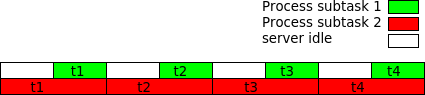 Process subtask 1
Process subtask 2
server idle
t1 t2 t3 t4
t1 t2 t3 t4